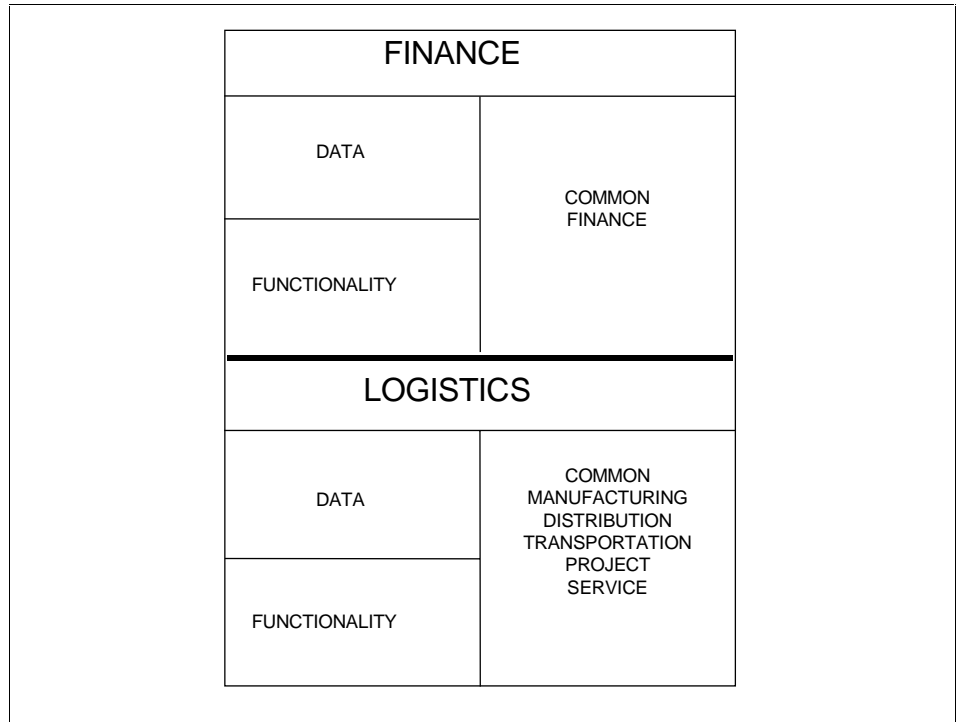 FINANCE
DATA
FUNCTIONALITY
COMMON
FINANCE
LOGISTICS
DATA
FUNCTIONALITY
COMMON
MANUFACTURING
DISTRIBUTION
TRANSPORTATION
PROJECT
SERVICE